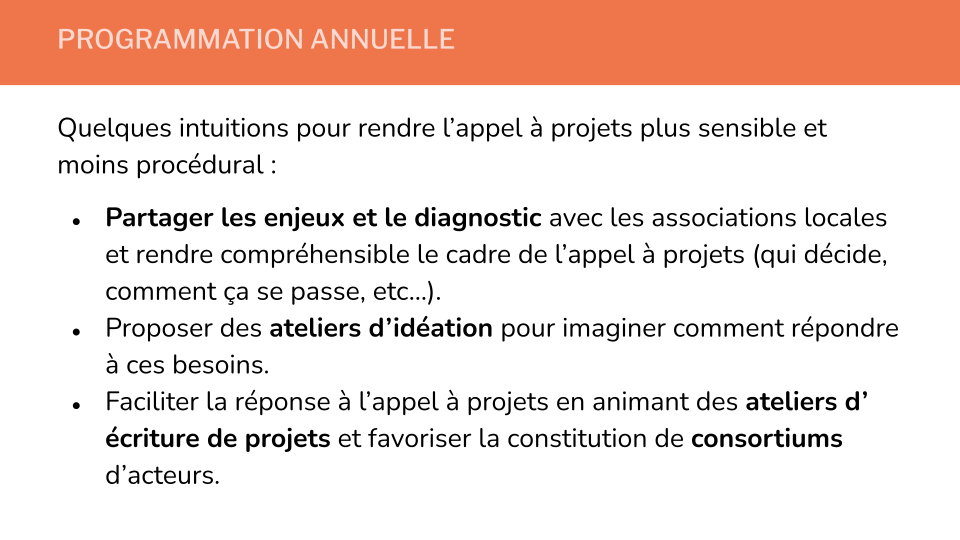 PROGRAMMATION ANNUELLE
Quelques intuitions pour rendre l’appel à projets plus sensible et
moins procédural :
● Partager les enjeux et le diagnostic avec les associations locales
et rendre compréhensible le cadre de l’appel à projets (qui décide,
comment ça se passe, etc…).
● Proposer des ateliers d’idéation pour imaginer comment répondre
à ces besoins.
● Faciliter la réponse à l’appel à projets en animant des ateliers d’
écriture de projets et favoriser la constitution de consortiums
d’acteurs.